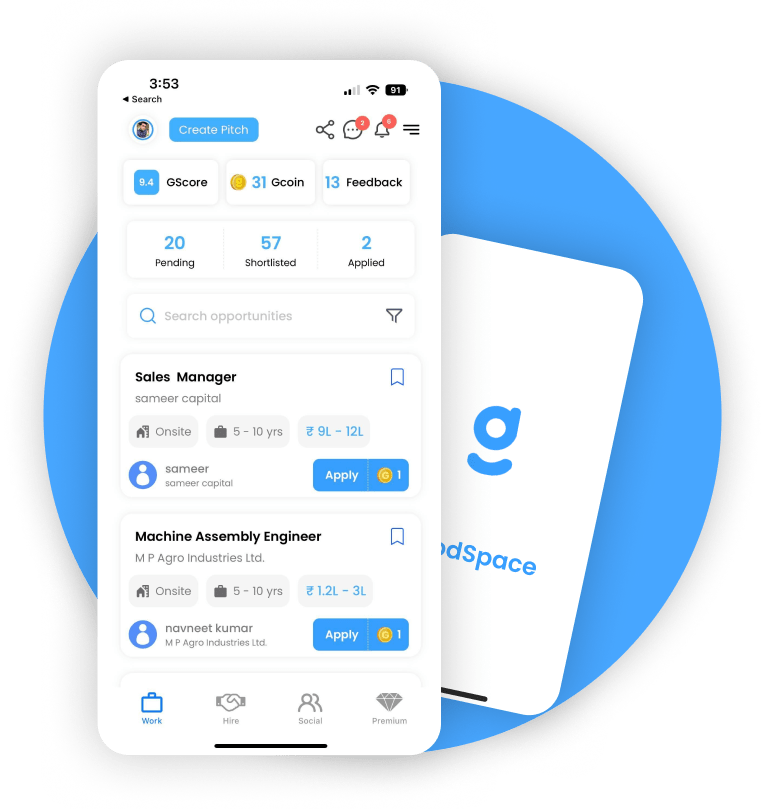 3:53
91
◀ Search
Create Pitch
2
6
9.4 GScore
31 Gcoin
13 Feedback
20
57
2
Pending
Shortlisted
Applied
Search opportunities
Sales Manager
sameer capital
Onsite
5 - 10 yrs
₹ 9L - 12L
sameer
sameer capital
Apply
G 1
Machine Assembly Engineer
M P Agro Industries Ltd.
Onsite
5 - 10 yrs
₹ 1.2L - 3L
navneet kumar
M P Agro Industries Ltd.
Apply
G 1
Work
Hire
Social
Premium
g
odSpace